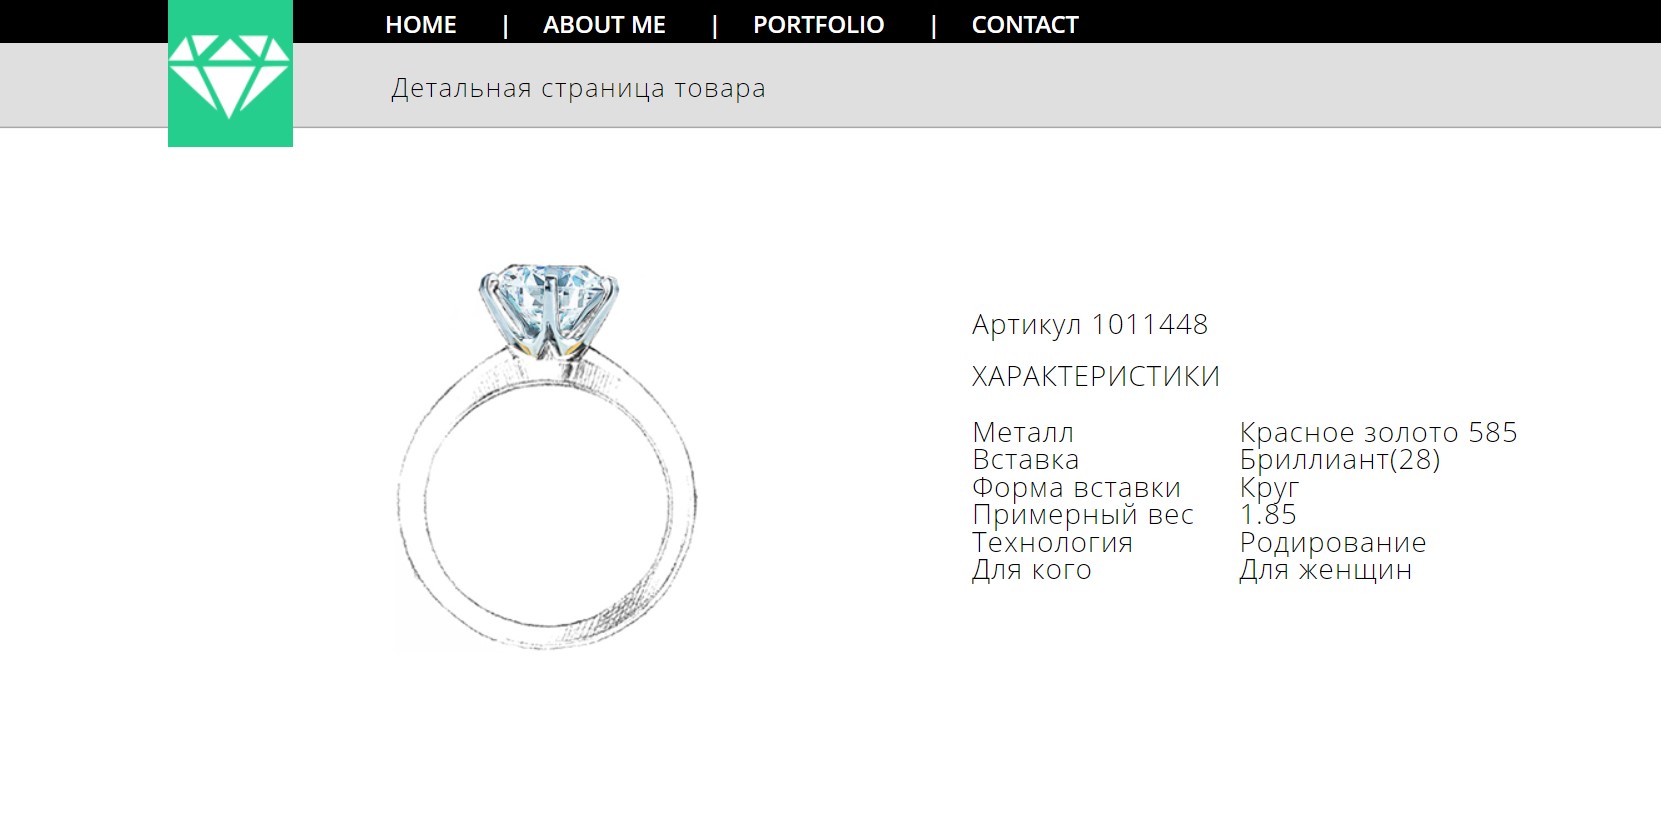 HOME | ABOUT ME | PORTFOLIO | CONTACT
Детальная страница товара
Артикул 1011448
ХАРАКТЕРИСТИКИ
Металл Красное золото 585
Вставка Бриллиант(28)
Форма вставки Круг
Примерный вес 1.85
Технология Родирование
Для кого Для женщин